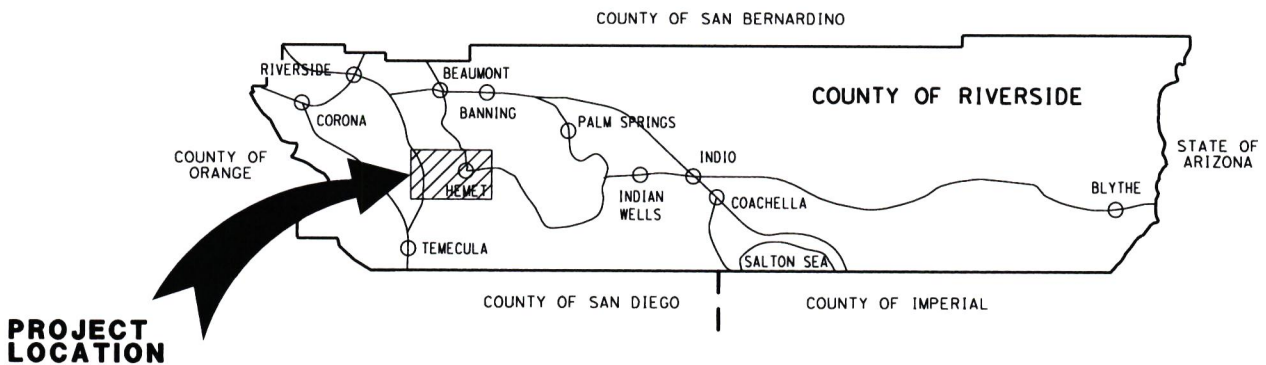 COUNTY OF SAN BERNARDINO
RIVERSIDE
BEAUMONT
COUNTY OF RIVERSIDE
BANNING
CORONA
PALM SPRINGS
COUNTY OF
ORANGE
STATE OF
ARIZONA
INDIO
HEMET
INDIAN
WELLS
COACHELLA
BLYTHE
TEMECULA
SALTON SEA
COUNTY OF SAN DIEGO
COUNTY OF IMPERIAL
PROJECT
LOCATION